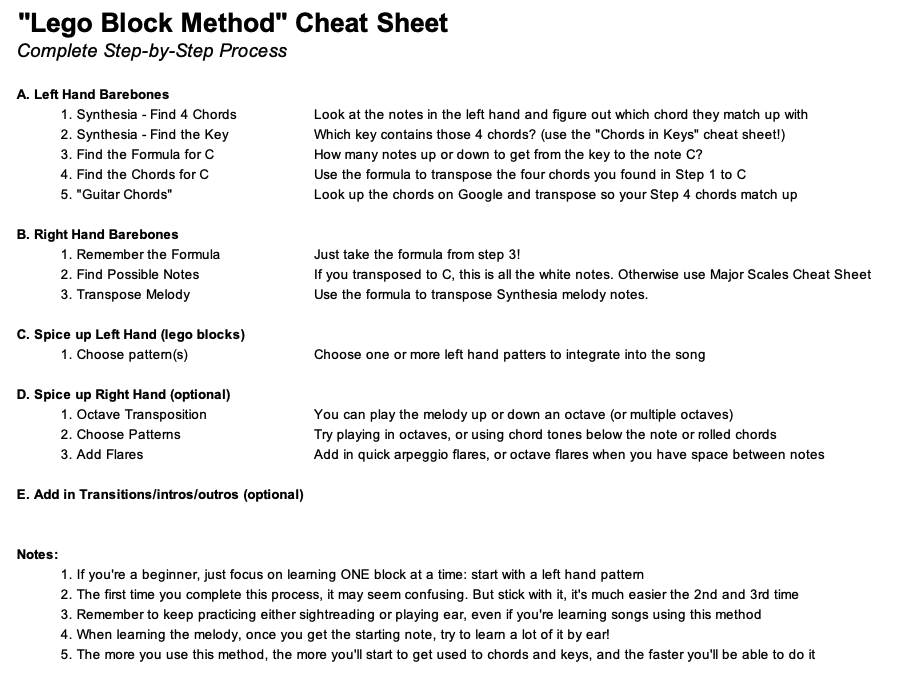 "Lego Block Method" Cheat Sheet
Complete Step-by-Step Process
A. Left Hand Barebones
1. Synthesia - Find 4 Chords Look at the notes in the left hand and figure out which chord they match up with
2. Synthesia - Find the Key Which key contains those 4 chords? (use the "Chords in Keys" cheat sheet!)
3. Find the Formula for C How many notes up or down to get from the key to the note C?
4. Find the Chords for C Use the formula to transpose the four chords you found in Step 1 to C
5. "Guitar Chords" Look up the chords on Google and transpose so your Step 4 chords match up
B. Right Hand Barebones
1. Remember the Formula Just take the formula from step 3!
2. Find Possible Notes If you transposed to C, this is all the white notes. Otherwise use Major Scales Cheat Sheet
3. Transpose Melody Use the formula to transpose Synthesia melody notes.
C. Spice up Left Hand (lego blocks)
1. Choose pattern(s) Choose one or more left hand patters to integrate into the song
D. Spice up Right Hand (optional)
1. Octave Transposition You can play the melody up or down an octave (or multiple octaves)
2. Choose Patterns Try playing in octaves, or using chord tones below the note or rolled chords
3. Add Flares Add in quick arpeggio flares, or octave flares when you have space between notes
E. Add in Transitions/intros/outros (optional)
Notes:
1. If you're a beginner, just focus on learning ONE block at a time: start with a left hand pattern
2. The first time you complete this process, it may seem confusing. But stick with it, it's much easier the 2nd and 3rd time
3. Remember to keep practicing either sightreading or playing ear, even if you're learning songs using this method
4. When learning the melody, once you get the starting note, try to learn a lot of it by ear!
5. The more you use this method, the more you'll start to get used to chords and keys, and the faster you'll be able to do it